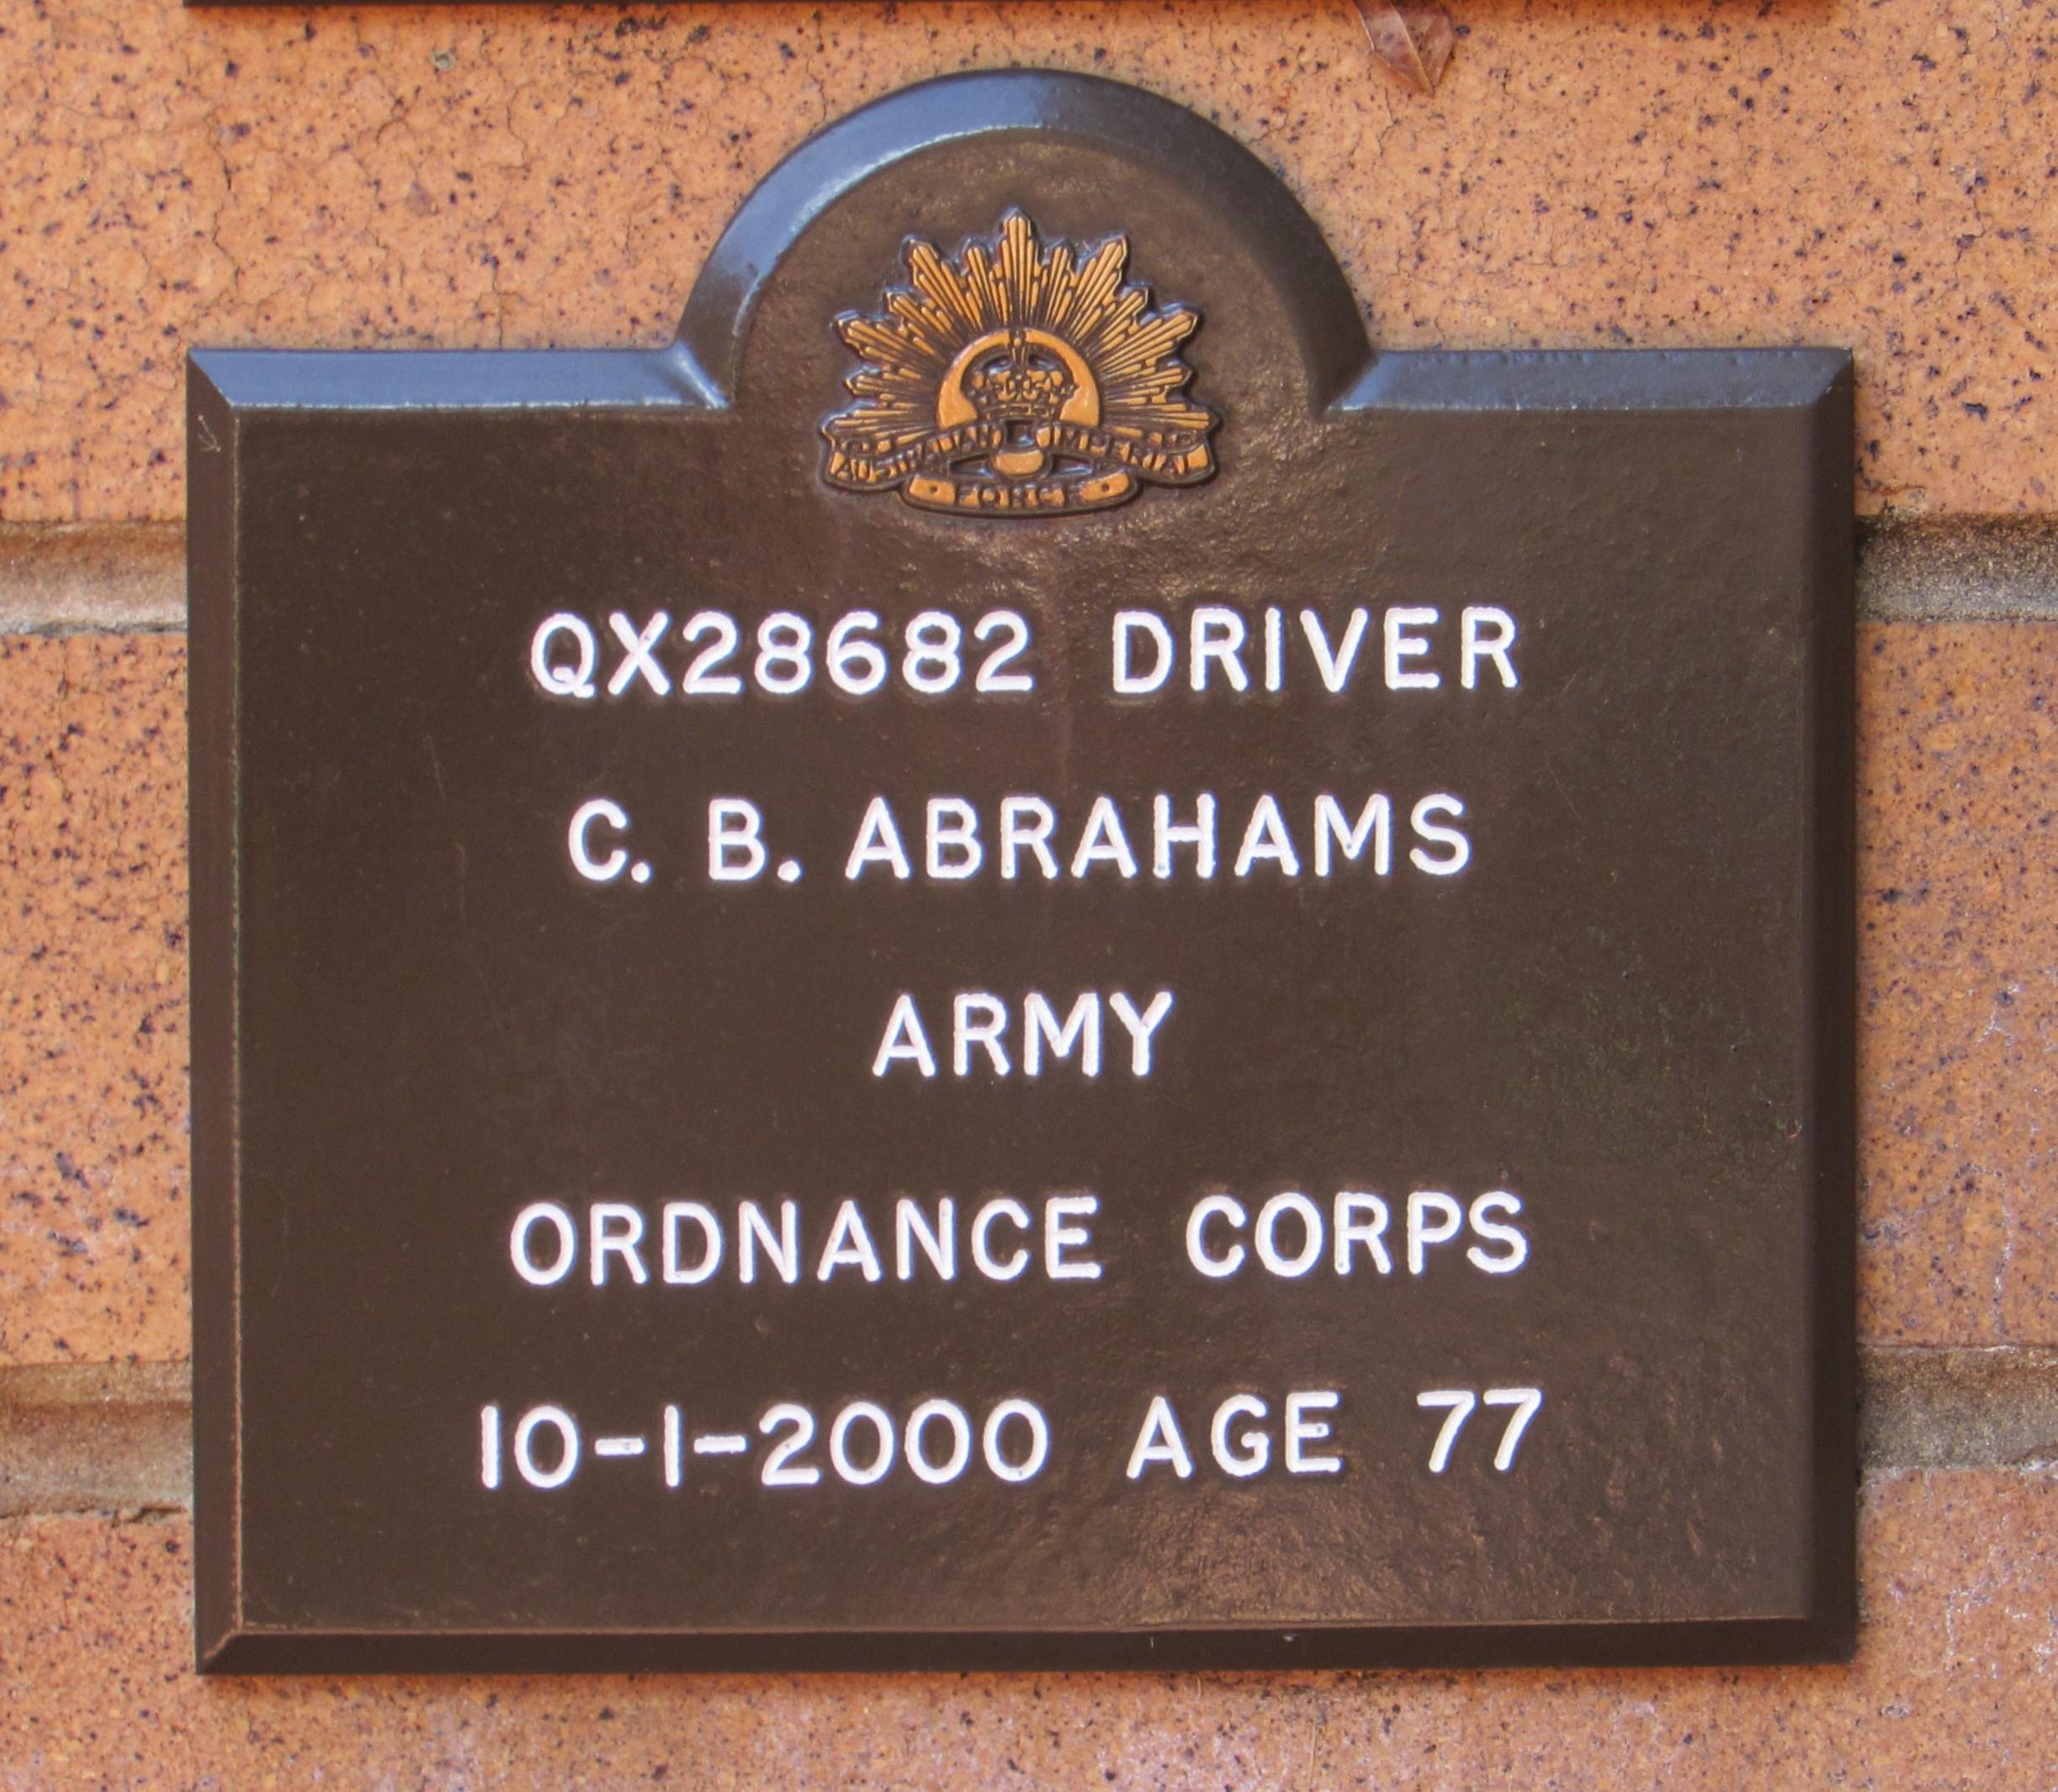 AUSTRALIAN IMPERIAL
FORCE
QX28682 DRIVER
C. B. ABRAHAMS
ARMY
ORDNANCE CORPS
10-1-2000 AGE 77